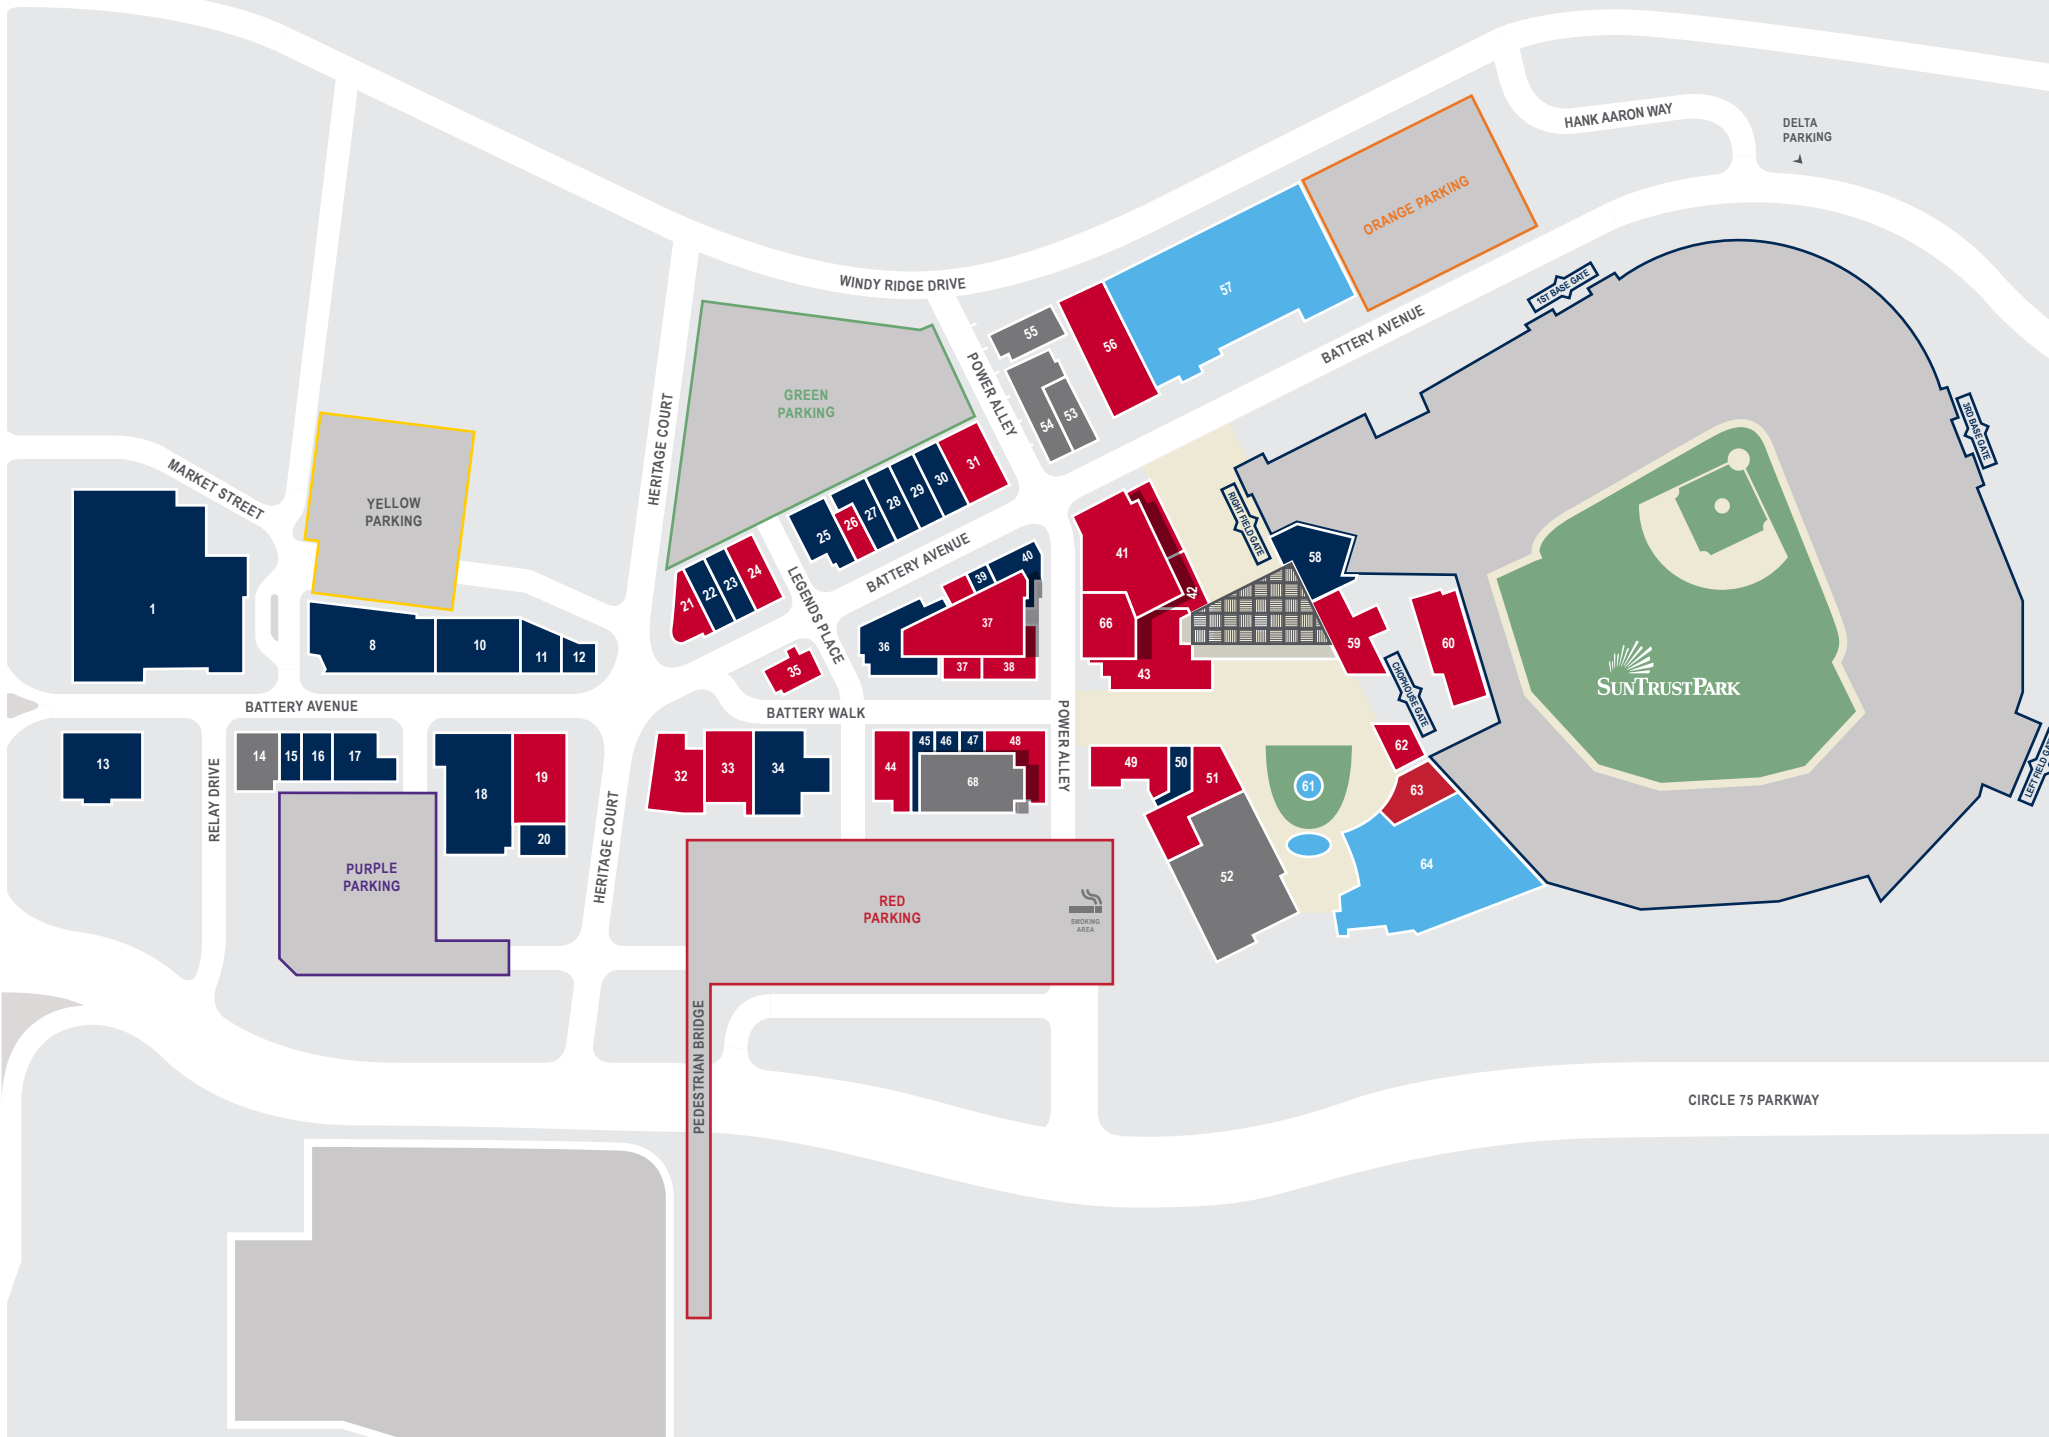 HANK AARON WAY
DELTA
PARKING
ORANGE PARKING
WINDY RIDGE DRIVE
57
1ST BASE GATE
BATTERY AVENUE
55
56
POWER ALLEY
54
53
GREEN
PARKING
HERITAGE COURT
3RD BASE GATE
MARKET STREET
YELLOW
PARKING
31
30
29
28
27
26
25
RIGHT FIELD GATE
BATTERY AVENUE
41
42
58
1
8
10
11
12
21
22
23
24
LEGENDS PLACE
35
36
37
39
40
37
38
66
43
59
60
CHOPHOUSE GATE
SUNTRUST PARK
BATTERY AVENUE
BATTERY WALK
POWER ALLEY
13
RELAY DRIVE
14
15
16
17
18
19
20
HERITAGE COURT
32
33
34
44
45
46
47
48
68
49
50
51
52
61
62
63
64
LEFT FIELD GATE
PURPLE
PARKING
RED
PARKING
SMOKING
AREA
PEDESTRIAN BRIDGE
CIRCLE 75 PARKWAY